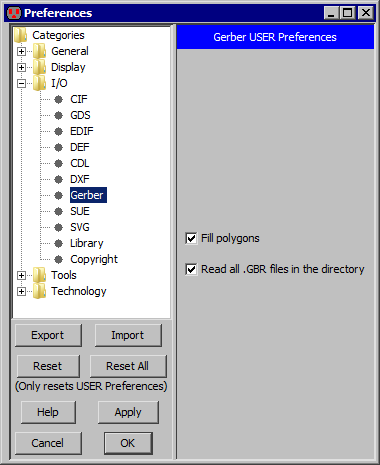 Preferences
Categories
General
Display
I/O
CIF
GDS
EDIF
DEF
CDL
DXF
Gerber
SUE
SVG
Library
Copyright
Tools
Technology
Export Import
Reset Reset All
(Only resets USER Preferences)
Help Apply
Cancel OK
Gerber USER Preferences
Fill polygons
Read all .GBR files in the directory